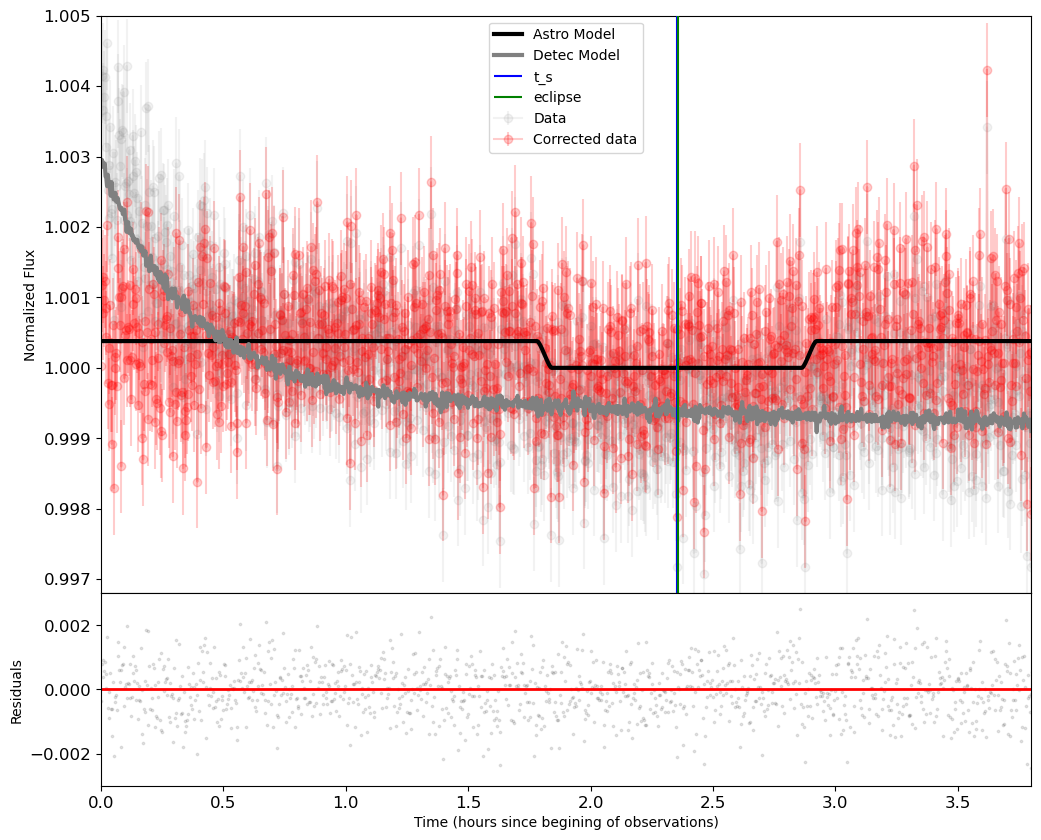 1.005
1.004
1.003
1.002
1.001
1.000
0.999
0.998
0.997
Normalized Flux
Astro Model
Detec Model
t_s
eclipse
Data
Corrected data
0.002
0.000
−0.002
Residuals
0.0 0.5 1.0 1.5 2.0 2.5 3.0 3.5
Time (hours since begining of observations)